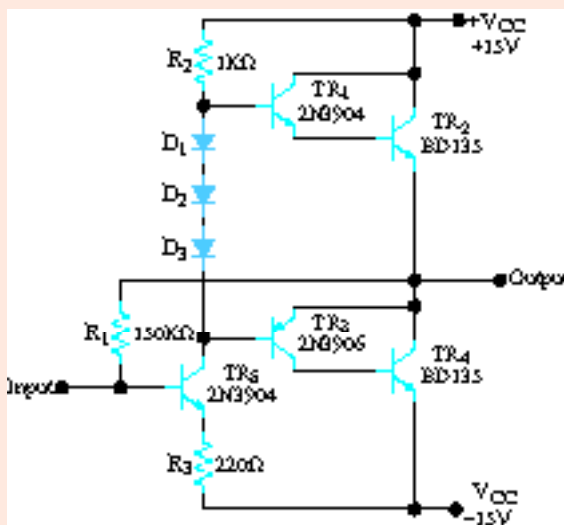 +VCC
+15V
R2 1KΩ
TR1
2N3904
TR2
BD135
D1
D2
D3
Output
R1 150KΩ
TR3
2N3906
TR4
BD135
Input
TR5
2N3904
R3 220Ω
VCC
−15V